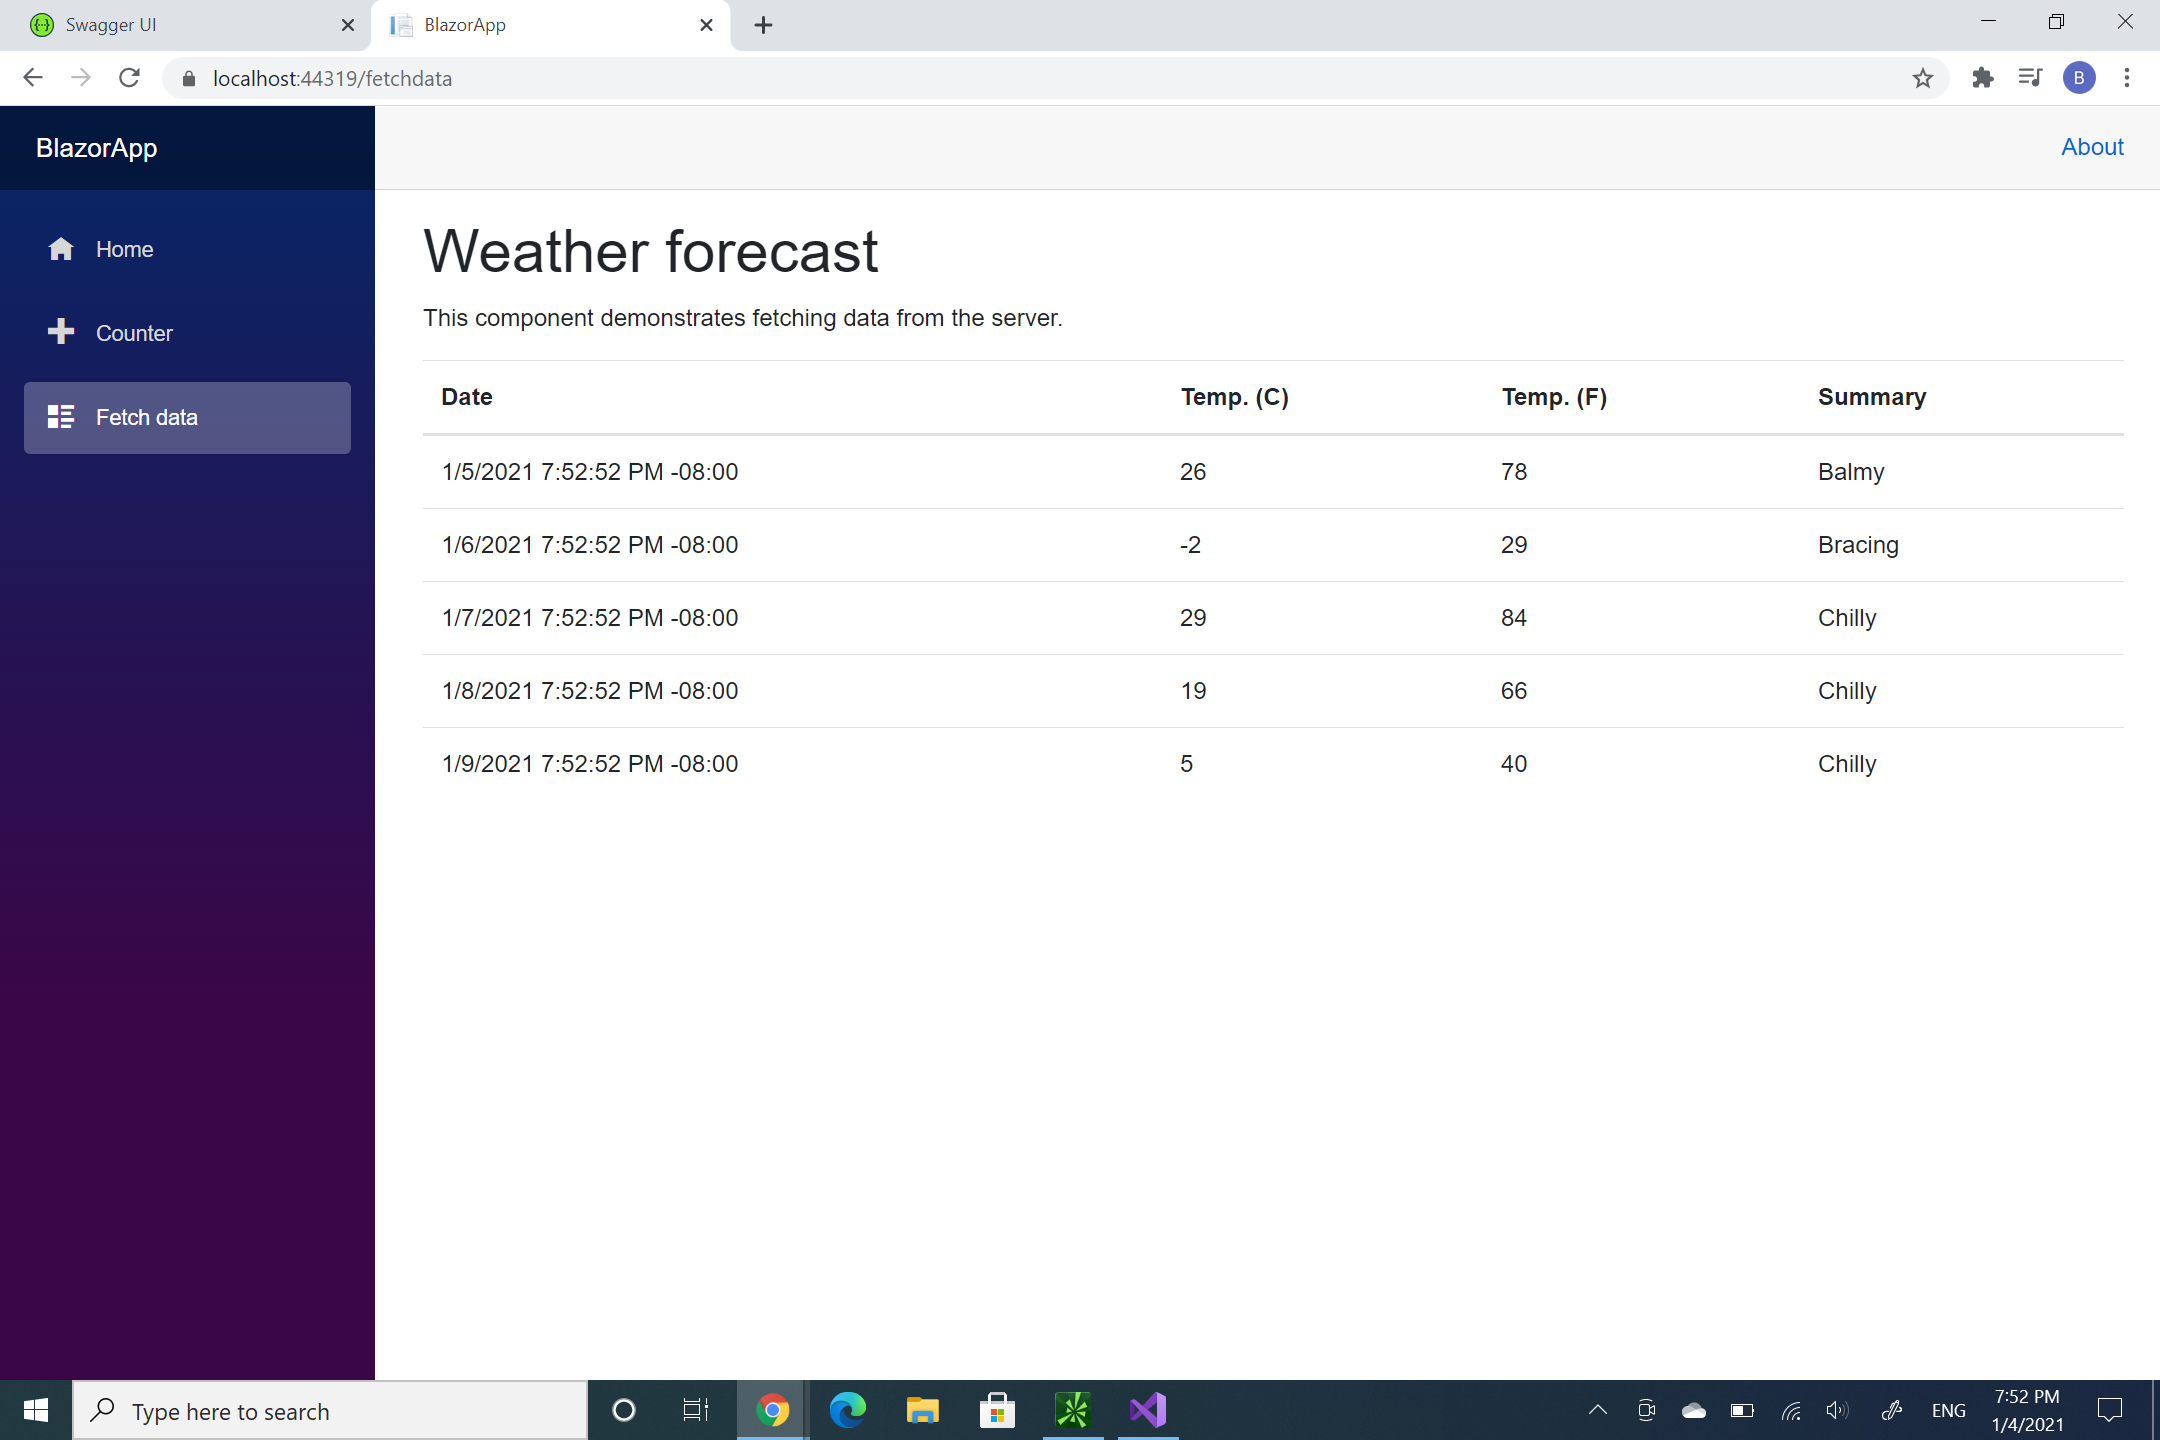 Swagger UI
BlazorApp
localhost:44319/fetchdata
B
BlazorApp
About
Home
Counter
Fetch data
Weather forecast
This component demonstrates fetching data from the server.
Date Temp. (C) Temp. (F) Summary
1/5/2021 7:52:52 PM -08:00 26 78 Balmy
1/6/2021 7:52:52 PM -08:00 -2 29 Bracing
1/7/2021 7:52:52 PM -08:00 29 84 Chilly
1/8/2021 7:52:52 PM -08:00 19 66 Chilly
1/9/2021 7:52:52 PM -08:00 5 40 Chilly
Type here to search
ENG
7:52 PM
1/4/2021